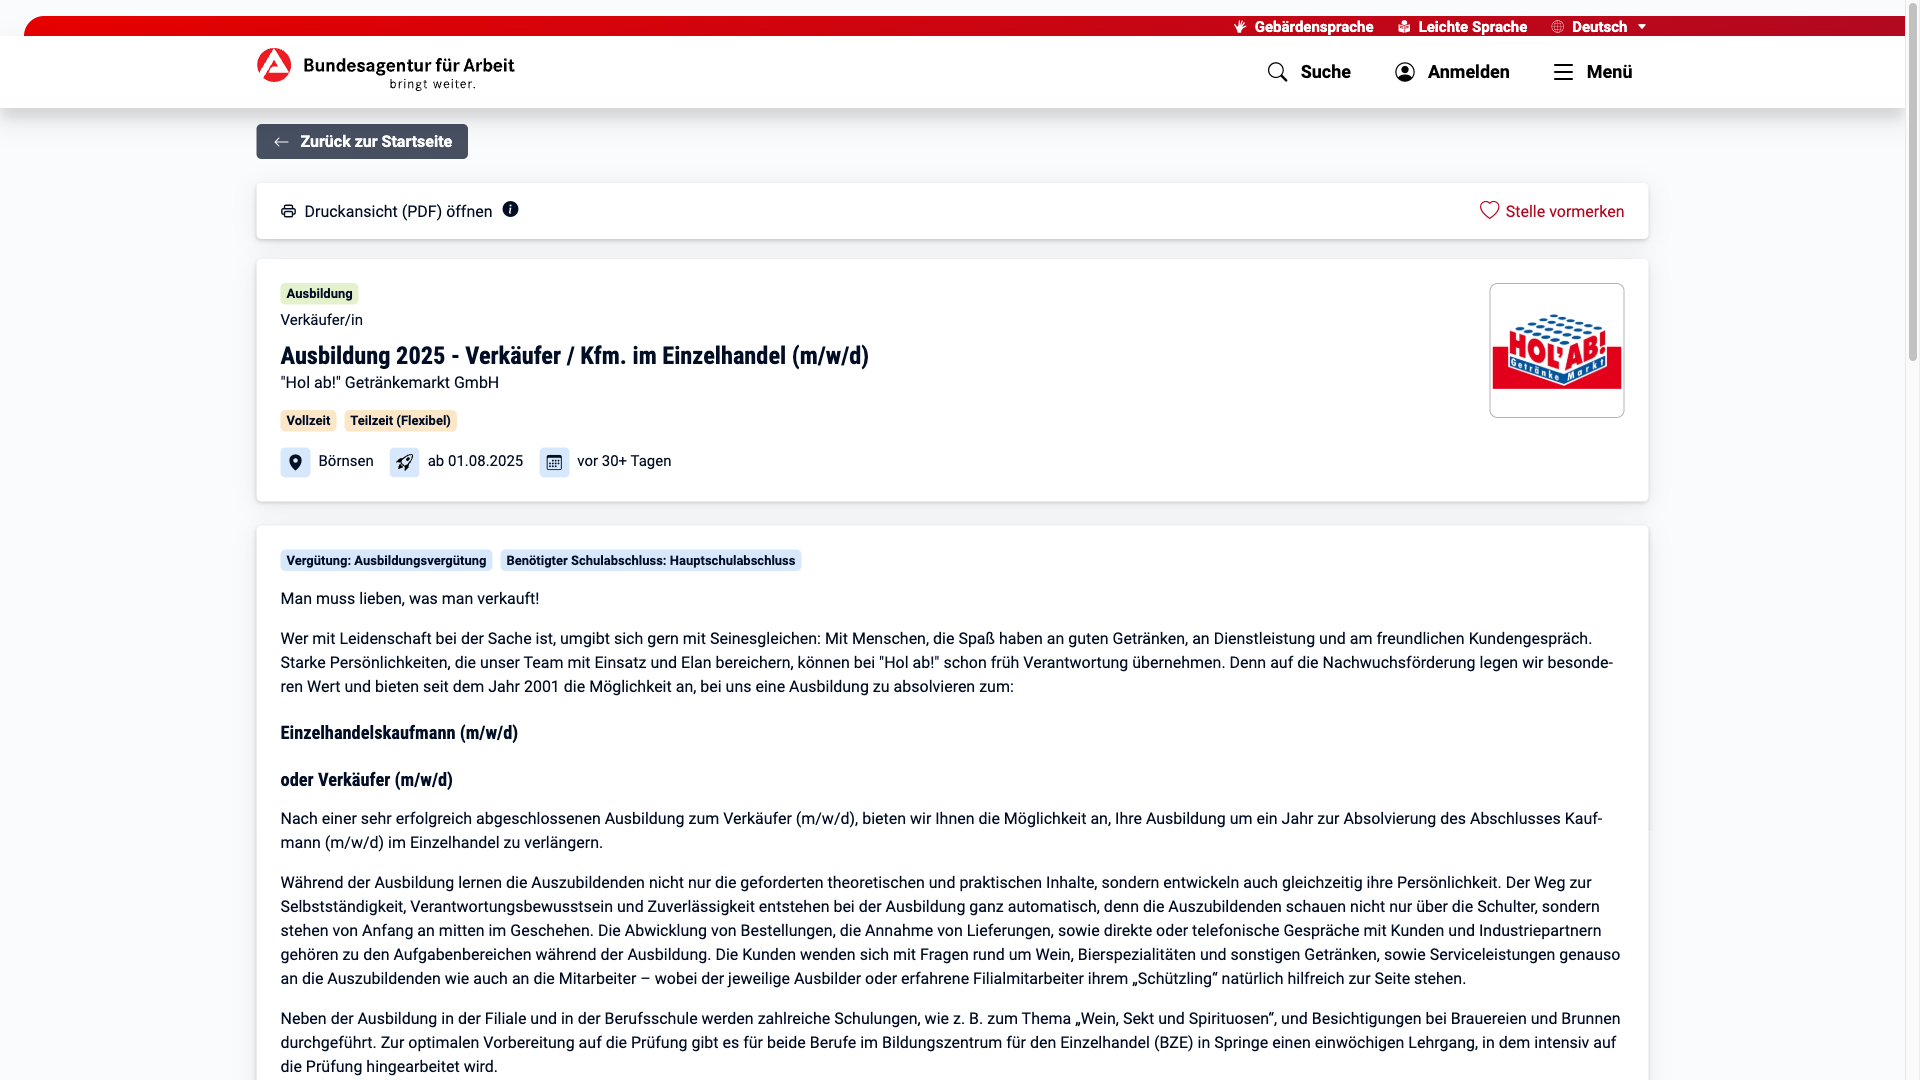 Gebärdensprache Leichte Sprache Deutsch
Bundesagentur für Arbeit
bringt weiter.
Suche Anmelden Menü
Zurück zur Startseite
Druckansicht (PDF) öffnen
Stelle vormerken
Ausbildung
Verkäufer/in
Ausbildung 2025 - Verkäufer / Kfm. im Einzelhandel (m/w/d)
"Hol ab!" Getränkemarkt GmbH
HOL'AB!
Getränke Markt
Vollzeit Teilzeit (Flexibel)
Börnsen ab 01.08.2025 vor 30+ Tagen
Vergütung: Ausbildungsvergütung Benötigter Schulabschluss: Hauptschulabschluss
Man muss lieben, was man verkauft!
Wer mit Leidenschaft bei der Sache ist, umgibt sich gern mit Seinesgleichen: Mit Menschen, die Spaß haben an guten Getränken, an Dienstleistung und am freundlichen Kundengespräch.
Starke Persönlichkeiten, die unser Team mit Einsatz und Elan bereichern, können bei "Hol ab!" schon früh Verantwortung übernehmen. Denn auf die Nachwuchsförderung legen wir besonde-
ren Wert und bieten seit dem Jahr 2001 die Möglichkeit an, bei uns eine Ausbildung zu absolvieren zum:
Einzelhandelskaufmann (m/w/d)
oder Verkäufer (m/w/d)
Nach einer sehr erfolgreich abgeschlossenen Ausbildung zum Verkäufer (m/w/d), bieten wir Ihnen die Möglichkeit an, Ihre Ausbildung um ein Jahr zur Absolvierung des Abschlusses Kauf-
mann (m/w/d) im Einzelhandel zu verlängern.
Während der Ausbildung lernen die Auszubildenden nicht nur die geforderten theoretischen und praktischen Inhalte, sondern entwickeln auch gleichzeitig ihre Persönlichkeit. Der Weg zur
Selbstständigkeit, Verantwortungsbewusstsein und Zuverlässigkeit entstehen bei der Ausbildung ganz automatisch, denn die Auszubildenden schauen nicht nur über die Schulter, sondern
stehen von Anfang an mitten im Geschehen. Die Abwicklung von Bestellungen, die Annahme von Lieferungen, sowie direkte oder telefonische Gespräche mit Kunden und Industriepartnern
gehören zu den Aufgabenbereichen während der Ausbildung. Die Kunden wenden sich mit Fragen rund um Wein, Bierspezialitäten und sonstigen Getränken, sowie Serviceleistungen genauso
an die Auszubildenden wie auch an die Mitarbeiter – wobei der jeweilige Ausbilder oder erfahrene Filialmitarbeiter ihrem „Schützling“ natürlich hilfreich zur Seite stehen.
Neben der Ausbildung in der Filiale und in der Berufsschule werden zahlreiche Schulungen, wie z. B. zum Thema „Wein, Sekt und Spirituosen“, und Besichtigungen bei Brauereien und Brunnen
durchgeführt. Zur optimalen Vorbereitung auf die Prüfung gibt es für beide Berufe im Bildungszentrum für den Einzelhandel (BZE) in Springe einen einwöchigen Lehrgang, in dem intensiv auf
die Prüfung hingearbeitet wird.